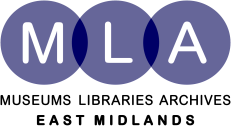 MLA
MUSEUMS LIBRARIES ARCHIVES
EAST MIDLANDS